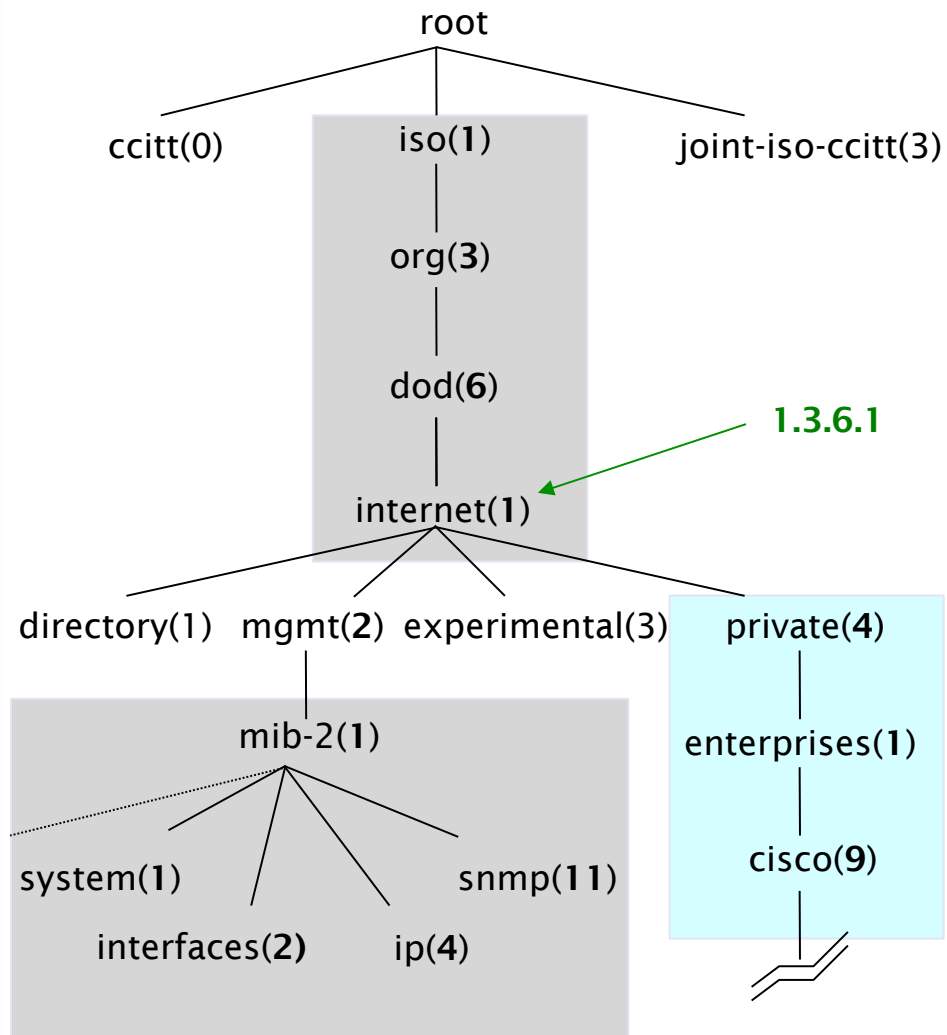 root
ccitt(0)
iso(1)
joint-iso-ccitt(3)
org(3)
dod(6)
1.3.6.1
internet(1)
directory(1)
mgmt(2)
experimental(3)
private(4)
mib-2(1)
enterprises(1)
system(1)
snmp(11)
cisco(9)
interfaces(2)
ip(4)